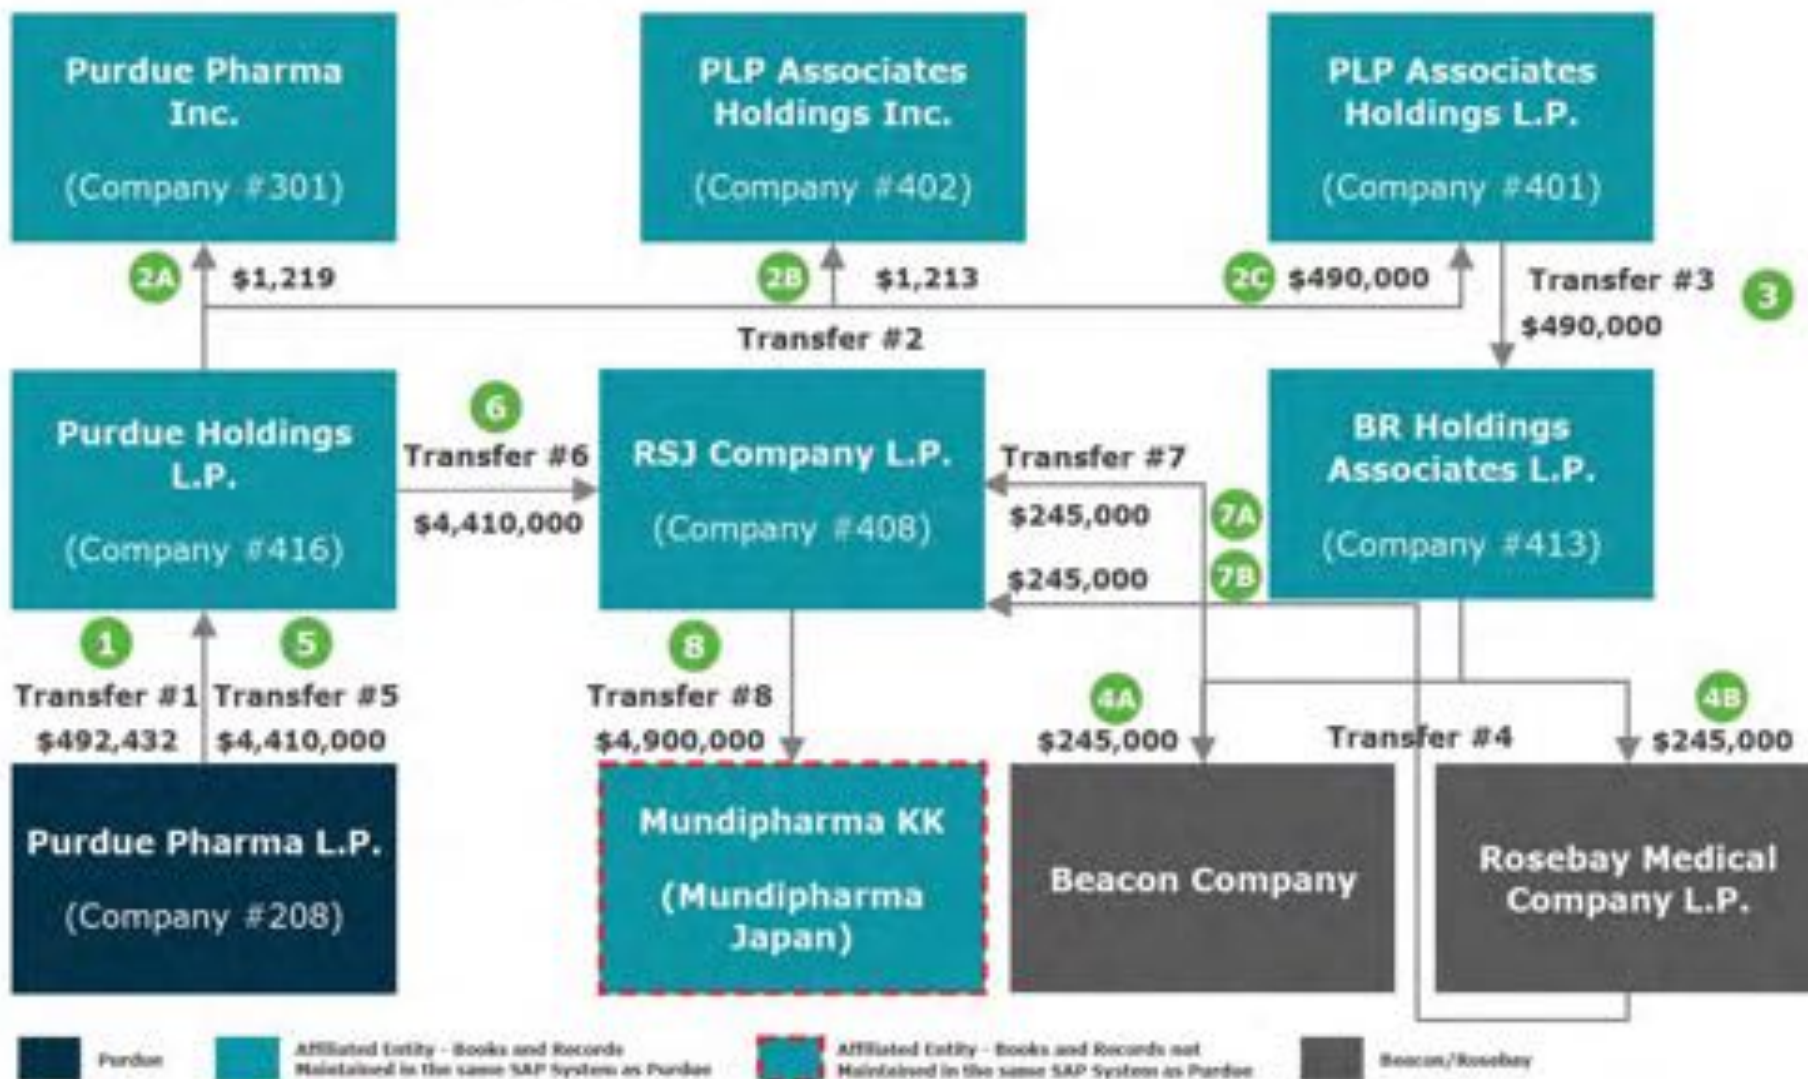 Purdue Pharma
Inc.
(Company #301)
PLP Associates
Holdings Inc.
(Company #402)
PLP Associates
Holdings L.P.
(Company #401)
2A
$1,219
2B
$1,213
2C
$490,000
Transfer #3
3
$490,000
Transfer #2
Purdue Holdings
L.P.
(Company #416)
6
Transfer #6
$4,410,000
RSJ Company L.P.
(Company #408)
Transfer #7
$245,000
7A
$245,000
7B
BR Holdings
Associates L.P.
(Company #413)
1
Transfer #1
$492,432
5
Transfer #5
$4,410,000
8
Transfer #8
$4,900,000
4A
$245,000
Transfer #4
4B
$245,000
Purdue Pharma L.P.
(Company #208)
Mundipharma KK
(Mundipharma
Japan)
Beacon Company
Rosebay Medical
Company L.P.
Purdue
Affiliated Entity - Books and Records
Maintained in the same SAP System as Purdue
Affiliated Entity - Books and Records not
Maintained in the same SAP System as Purdue
Beacon/Rosebay